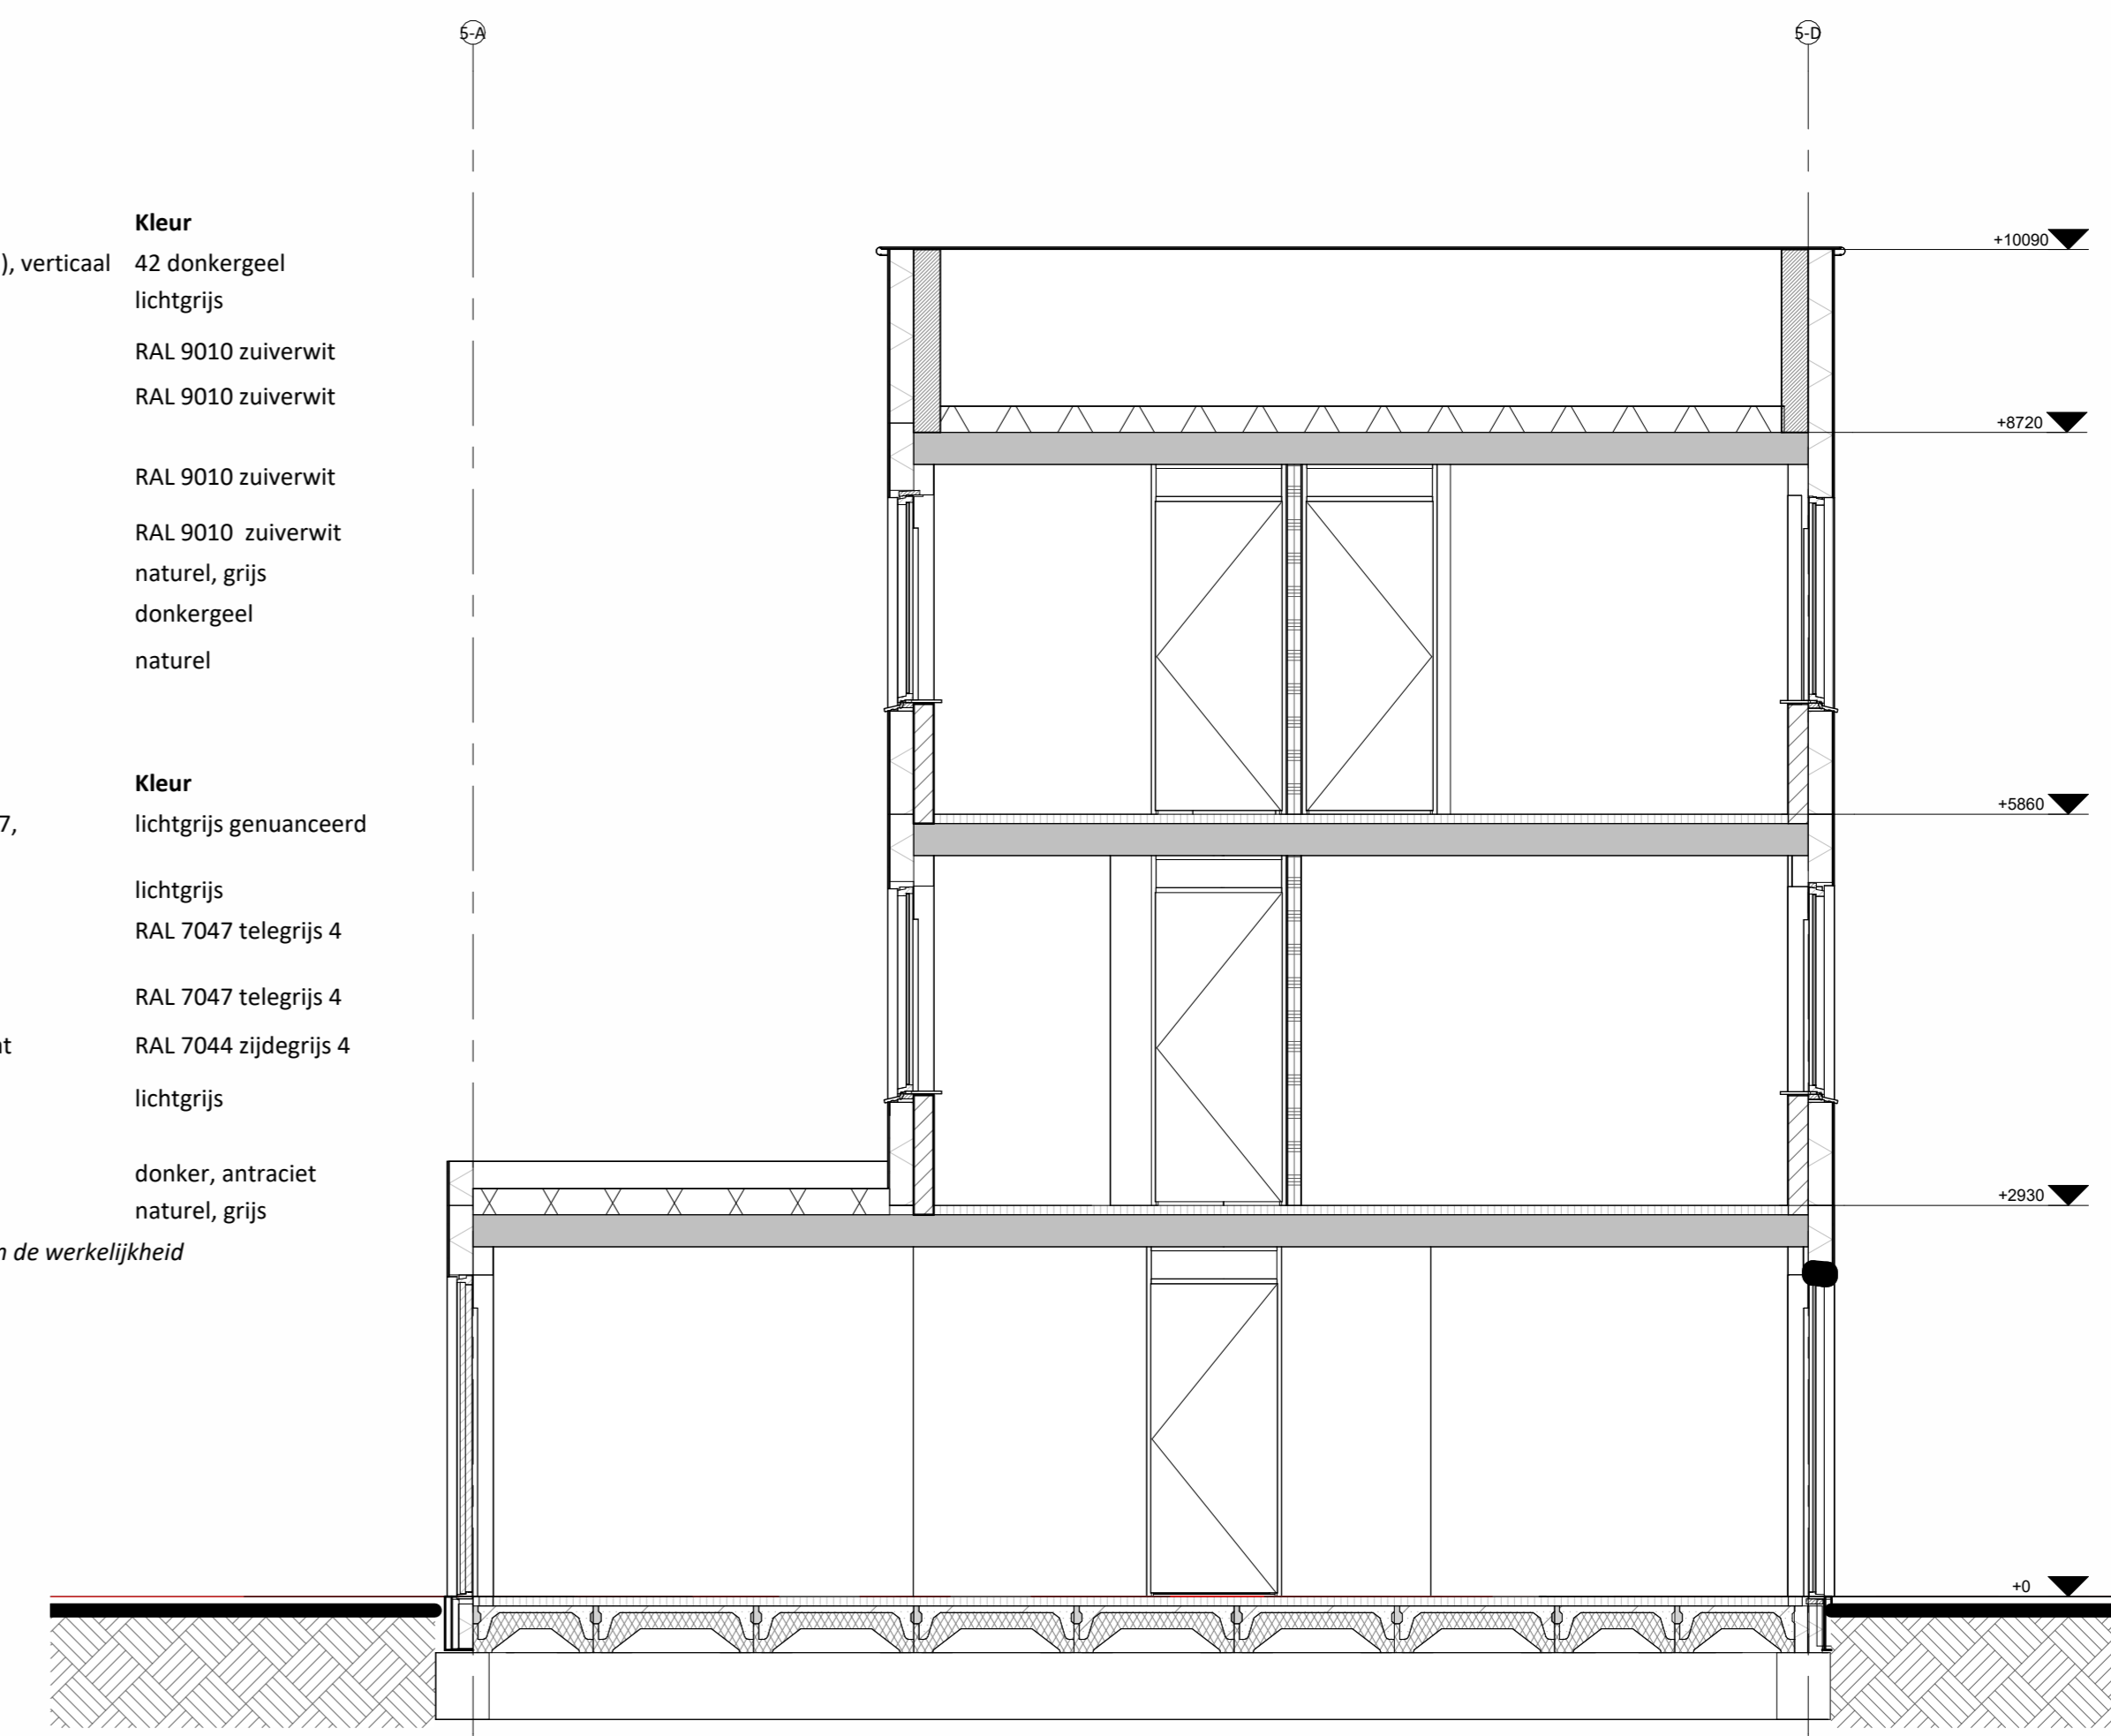 5-A
5-D
Kleur
), verticaal 42 donkergeel
lichtgrijs
RAL 9010 zuiverwit
RAL 9010 zuiverwit
RAL 9010 zuiverwit
RAL 9010 zuiverwit
naturel, grijs
donkergeel
naturel
Kleur
7, lichtgrijs genuanceerd
lichtgrijs
RAL 7047 telegrijs 4
RAL 7047 telegrijs 4
RAL 7044 zijdegrijs 4
lichtgrijs
donker, antraciet
naturel, grijs
de werkelijkheid
+10090
+8720
+5860
+2930
+0